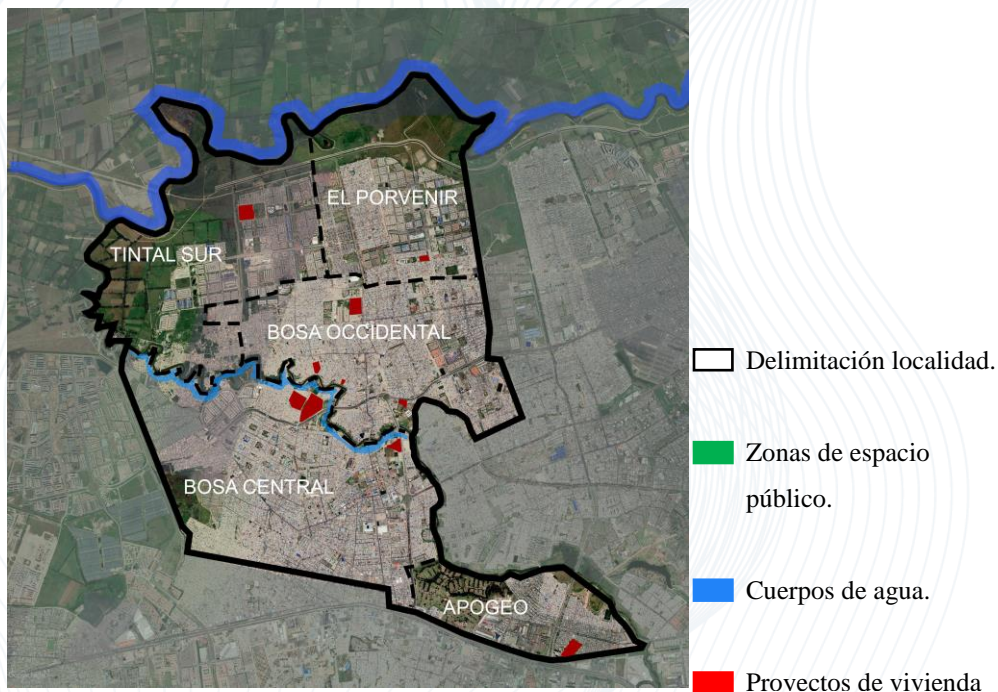 EL PORVENIR
TINTAL SUR
BOSA OCCIDENTAL
BOSA CENTRAL
APOGEO
Delimitación localidad.
Zonas de espacio
público.
Cuerpos de agua.
Proyectos de vivienda